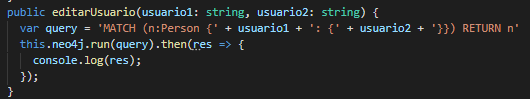 public editarUsuario(usuario1: string, usuario2: string) {
var query = 'MATCH (n:Person {' + usuario1 + ': {' + usuario2 + '}}) RETURN n'
this.neo4j.run(query).then(res => {
console.log(res);
});
}